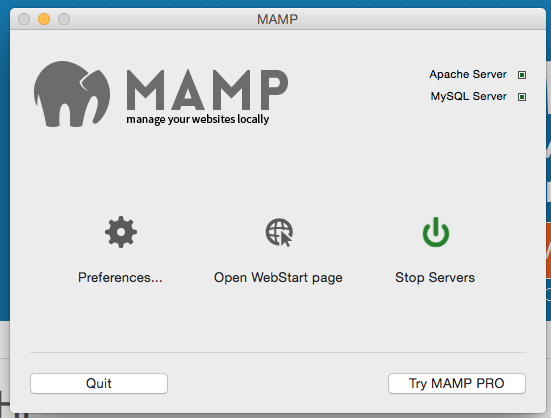 MAMP
MAMP
manage your websites locally
Apache Server
MySQL Server
Preferences...
Open WebStart page
Stop Servers
Quit
Try MAMP PRO